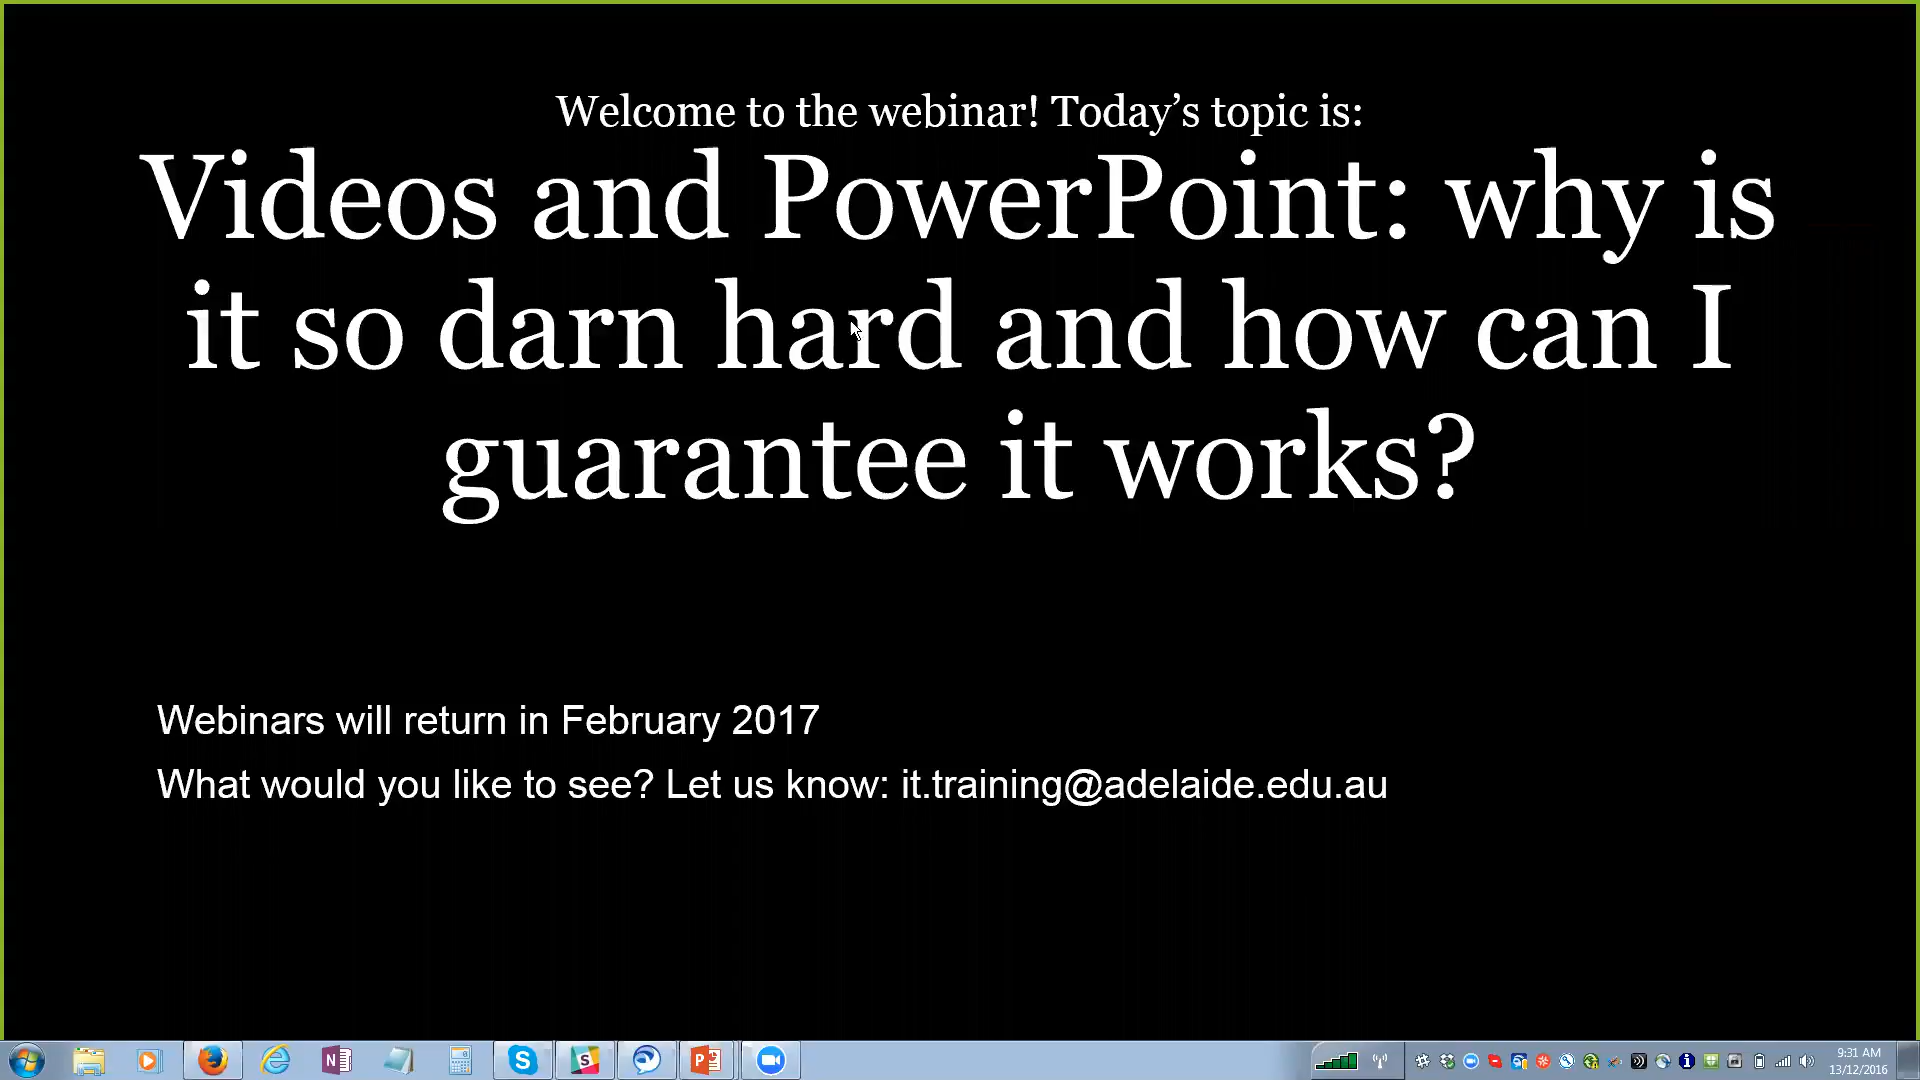 Welcome to the webinar! Today’s topic is:
Videos and PowerPoint: why is
it so darn hard and how can I
guarantee it works?
Webinars will return in February 2017
What would you like to see? Let us know: it.training@adelaide.edu.au
9:31 AM
13/12/2016